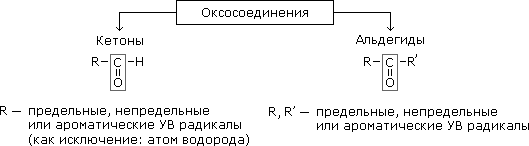 Оксосоединения
Кетоны
Альдегиды
R–C–H
O
R–C–R′
O
R — предельные, непредельные
или ароматические УВ радикалы
(как исключение: атом водорода)
R, R′ — предельные, непредельные
или ароматические УВ радикалы